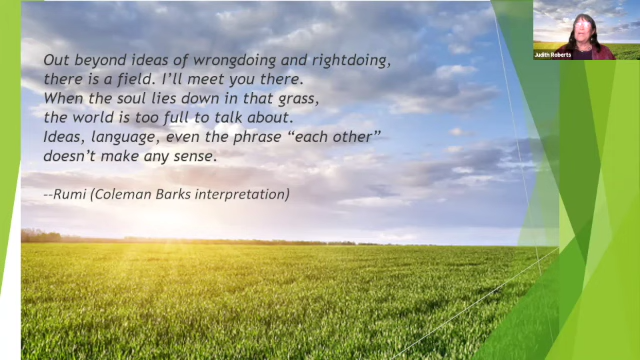 Out beyond ideas of wrongdoing and rightdoing,
there is a field. I’ll meet you there.
When the soul lies down in that grass,
the world is too full to talk about.
Ideas, language, even the phrase “each other”
doesn’t make any sense.
--Rumi (Coleman Barks interpretation)
Judith Roberts